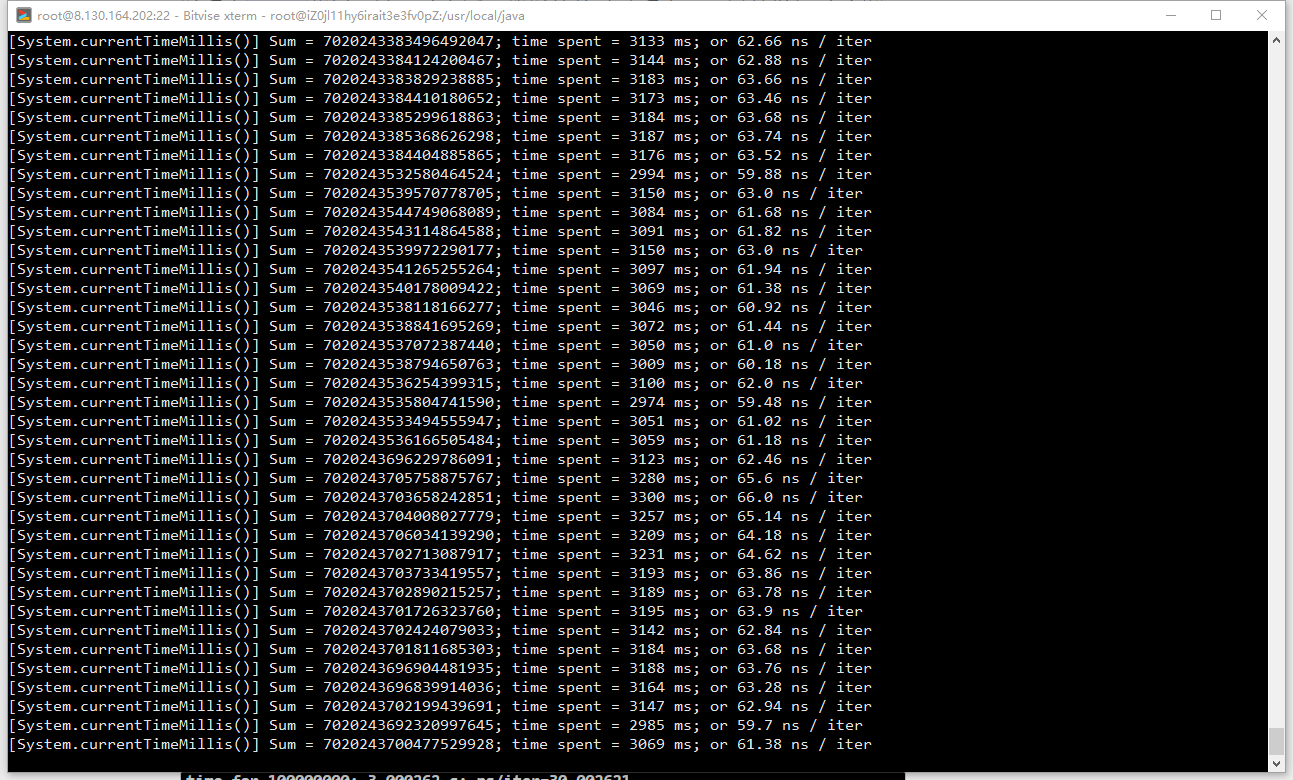 root@8.130.164.202:22 - Bitvise xterm - root@iZ0jl11hy6irait3e3fv0pZ:/usr/local/java
[System.currentTimeMillis()] Sum = 7020243383496492047; time spent = 3133 ms; or 62.66 ns / iter
[System.currentTimeMillis()] Sum = 7020243384124200467; time spent = 3144 ms; or 62.88 ns / iter
[System.currentTimeMillis()] Sum = 7020243383829238885; time spent = 3183 ms; or 63.66 ns / iter
[System.currentTimeMillis()] Sum = 7020243384410180652; time spent = 3173 ms; or 63.46 ns / iter
[System.currentTimeMillis()] Sum = 7020243385299618863; time spent = 3184 ms; or 63.68 ns / iter
[System.currentTimeMillis()] Sum = 7020243385368626298; time spent = 3187 ms; or 63.74 ns / iter
[System.currentTimeMillis()] Sum = 7020243384404885865; time spent = 3176 ms; or 63.52 ns / iter
[System.currentTimeMillis()] Sum = 7020243532580464524; time spent = 2994 ms; or 59.88 ns / iter
[System.currentTimeMillis()] Sum = 7020243539570778705; time spent = 3150 ms; or 63.0 ns / iter
[System.currentTimeMillis()] Sum = 7020243544749068089; time spent = 3084 ms; or 61.68 ns / iter
[System.currentTimeMillis()] Sum = 7020243543114864588; time spent = 3091 ms; or 61.82 ns / iter
[System.currentTimeMillis()] Sum = 7020243539972290177; time spent = 3150 ms; or 63.0 ns / iter
[System.currentTimeMillis()] Sum = 7020243541265255264; time spent = 3097 ms; or 61.94 ns / iter
[System.currentTimeMillis()] Sum = 7020243540178009422; time spent = 3069 ms; or 61.38 ns / iter
[System.currentTimeMillis()] Sum = 7020243538118166277; time spent = 3046 ms; or 60.92 ns / iter
[System.currentTimeMillis()] Sum = 7020243538841695269; time spent = 3072 ms; or 61.44 ns / iter
[System.currentTimeMillis()] Sum = 7020243537072387440; time spent = 3050 ms; or 61.0 ns / iter
[System.currentTimeMillis()] Sum = 7020243538794650763; time spent = 3009 ms; or 60.18 ns / iter
[System.currentTimeMillis()] Sum = 7020243536254399315; time spent = 3100 ms; or 62.0 ns / iter
[System.currentTimeMillis()] Sum = 7020243535804741590; time spent = 2974 ms; or 59.48 ns / iter
[System.currentTimeMillis()] Sum = 7020243533494555947; time spent = 3051 ms; or 61.02 ns / iter
[System.currentTimeMillis()] Sum = 7020243536166505484; time spent = 3059 ms; or 61.18 ns / iter
[System.currentTimeMillis()] Sum = 7020243696229786091; time spent = 3123 ms; or 62.46 ns / iter
[System.currentTimeMillis()] Sum = 7020243705758875767; time spent = 3280 ms; or 65.6 ns / iter
[System.currentTimeMillis()] Sum = 7020243703658242851; time spent = 3300 ms; or 66.0 ns / iter
[System.currentTimeMillis()] Sum = 7020243704008027779; time spent = 3257 ms; or 65.14 ns / iter
[System.currentTimeMillis()] Sum = 7020243706034139290; time spent = 3209 ms; or 64.18 ns / iter
[System.currentTimeMillis()] Sum = 7020243702713087917; time spent = 3231 ms; or 64.62 ns / iter
[System.currentTimeMillis()] Sum = 7020243703733419557; time spent = 3193 ms; or 63.86 ns / iter
[System.currentTimeMillis()] Sum = 7020243702890215257; time spent = 3189 ms; or 63.78 ns / iter
[System.currentTimeMillis()] Sum = 7020243701726323760; time spent = 3195 ms; or 63.9 ns / iter
[System.currentTimeMillis()] Sum = 7020243702424079033; time spent = 3142 ms; or 62.84 ns / iter
[System.currentTimeMillis()] Sum = 7020243701811685303; time spent = 3184 ms; or 63.68 ns / iter
[System.currentTimeMillis()] Sum = 7020243696904481935; time spent = 3188 ms; or 63.76 ns / iter
[System.currentTimeMillis()] Sum = 7020243696839914036; time spent = 3164 ms; or 63.28 ns / iter
[System.currentTimeMillis()] Sum = 7020243702199439691; time spent = 3147 ms; or 62.94 ns / iter
[System.currentTimeMillis()] Sum = 7020243692320997645; time spent = 2985 ms; or 59.7 ns / iter
[System.currentTimeMillis()] Sum = 7020243700477529928; time spent = 3069 ms; or 61.38 ns / iter